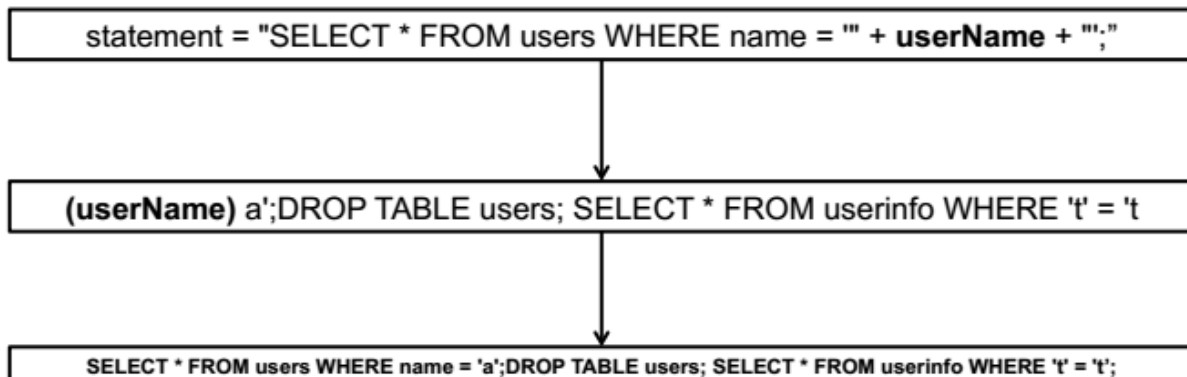 statement = "SELECT * FROM users WHERE name = '" + userName + "';”
(userName) a';DROP TABLE users; SELECT * FROM userinfo WHERE 't' = 't
SELECT * FROM users WHERE name = 'a';DROP TABLE users; SELECT * FROM userinfo WHERE 't' = 't';